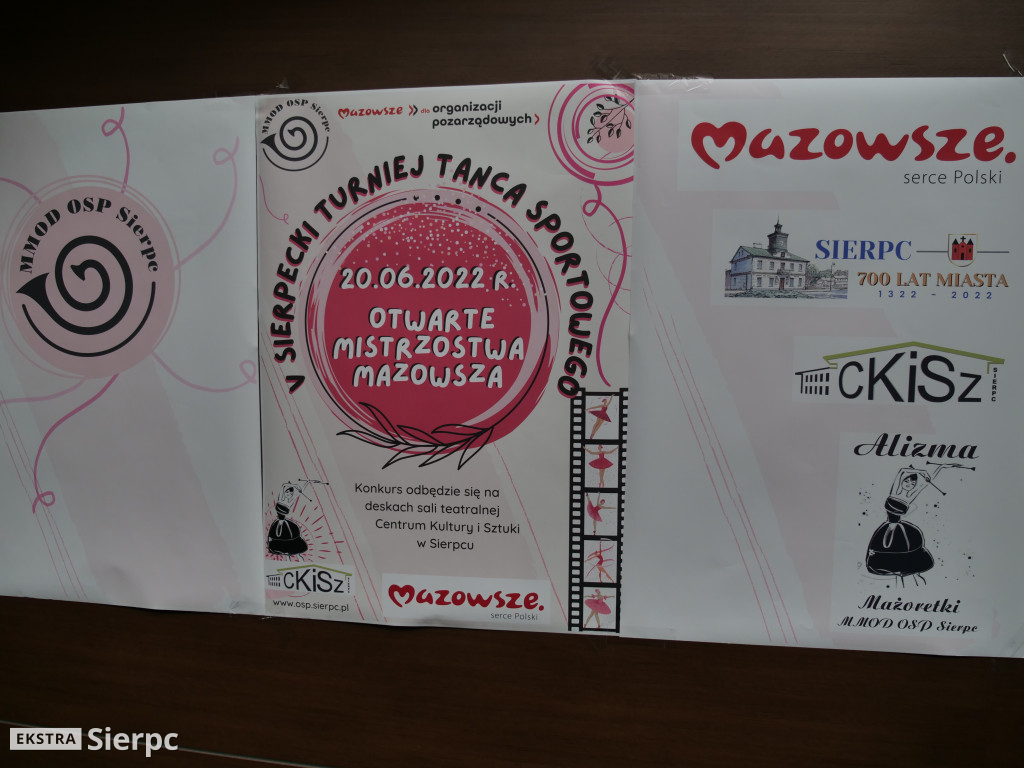 MMOD OSP Sierpc
MMOD OSP Sierpc
Mazowsze dla organizacji
pozarządowych
V SIERPECKI TURNIEJ TAŃCA SPORTOWEGO
20.06.2022 R.
OTWARTE
MISTRZOSTWA
MAZOWSZA
Konkurs odbędzie się na
deskach sali teatralnej
Centrum Kultury i Sztuki
w Sierpcu
CKiSz
www.osp.sierpc.pl
Mazowsze.
serce Polski
Mazowsze.
serce Polski
SIERPC
700 LAT MIASTA
1322 - 2022
CKiSz
SIERPC
Alizma
Mażoretki
MMOD OSP Sierpc
EKSTRA Sierpc